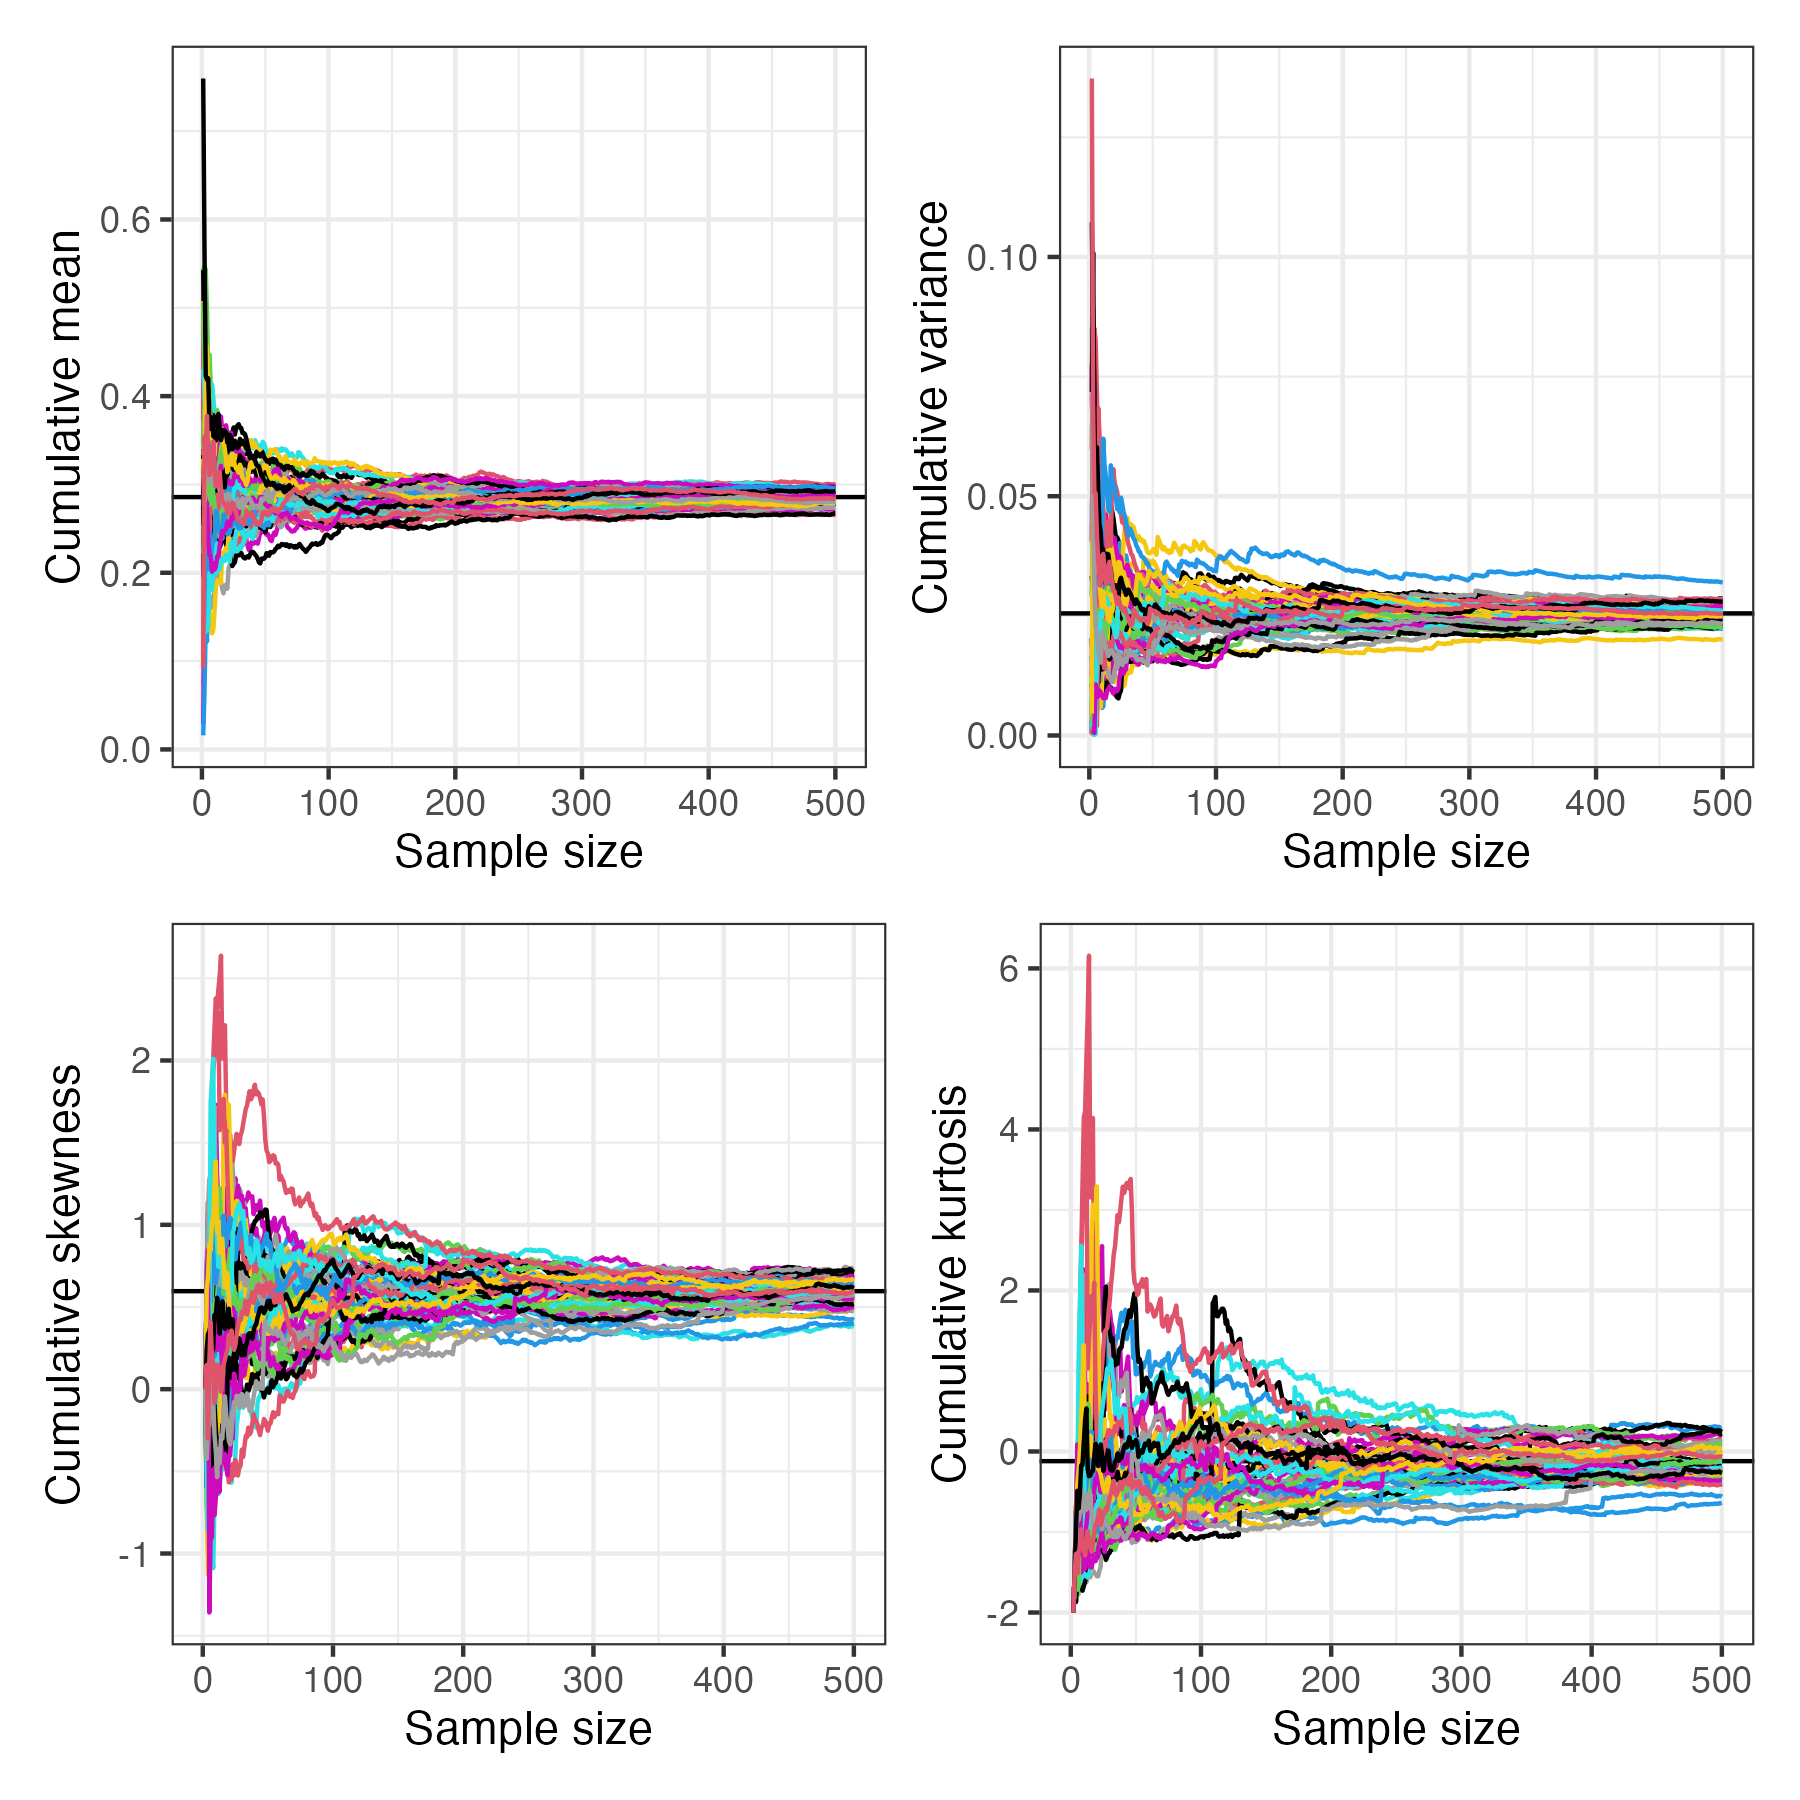 Cumulative mean
0.6
0.4
0.2
0.0
0 100 200 300 400 500
Sample size
Cumulative variance
0.10
0.05
0.00
0 100 200 300 400 500
Sample size
Cumulative skewness
2
1
0
-1
0 100 200 300 400 500
Sample size
Cumulative kurtosis
6
4
2
0
-2
0 100 200 300 400 500
Sample size